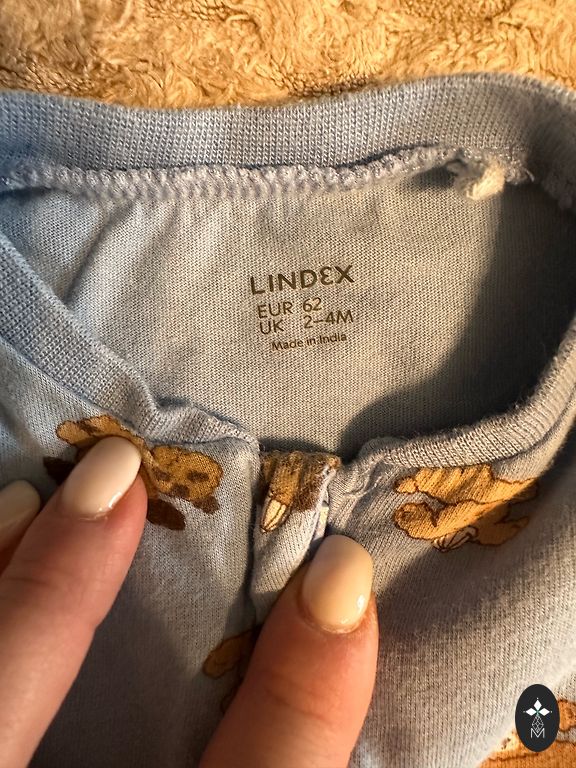 LINDEX
EUR 62
UK 2–4M
Made in India
M